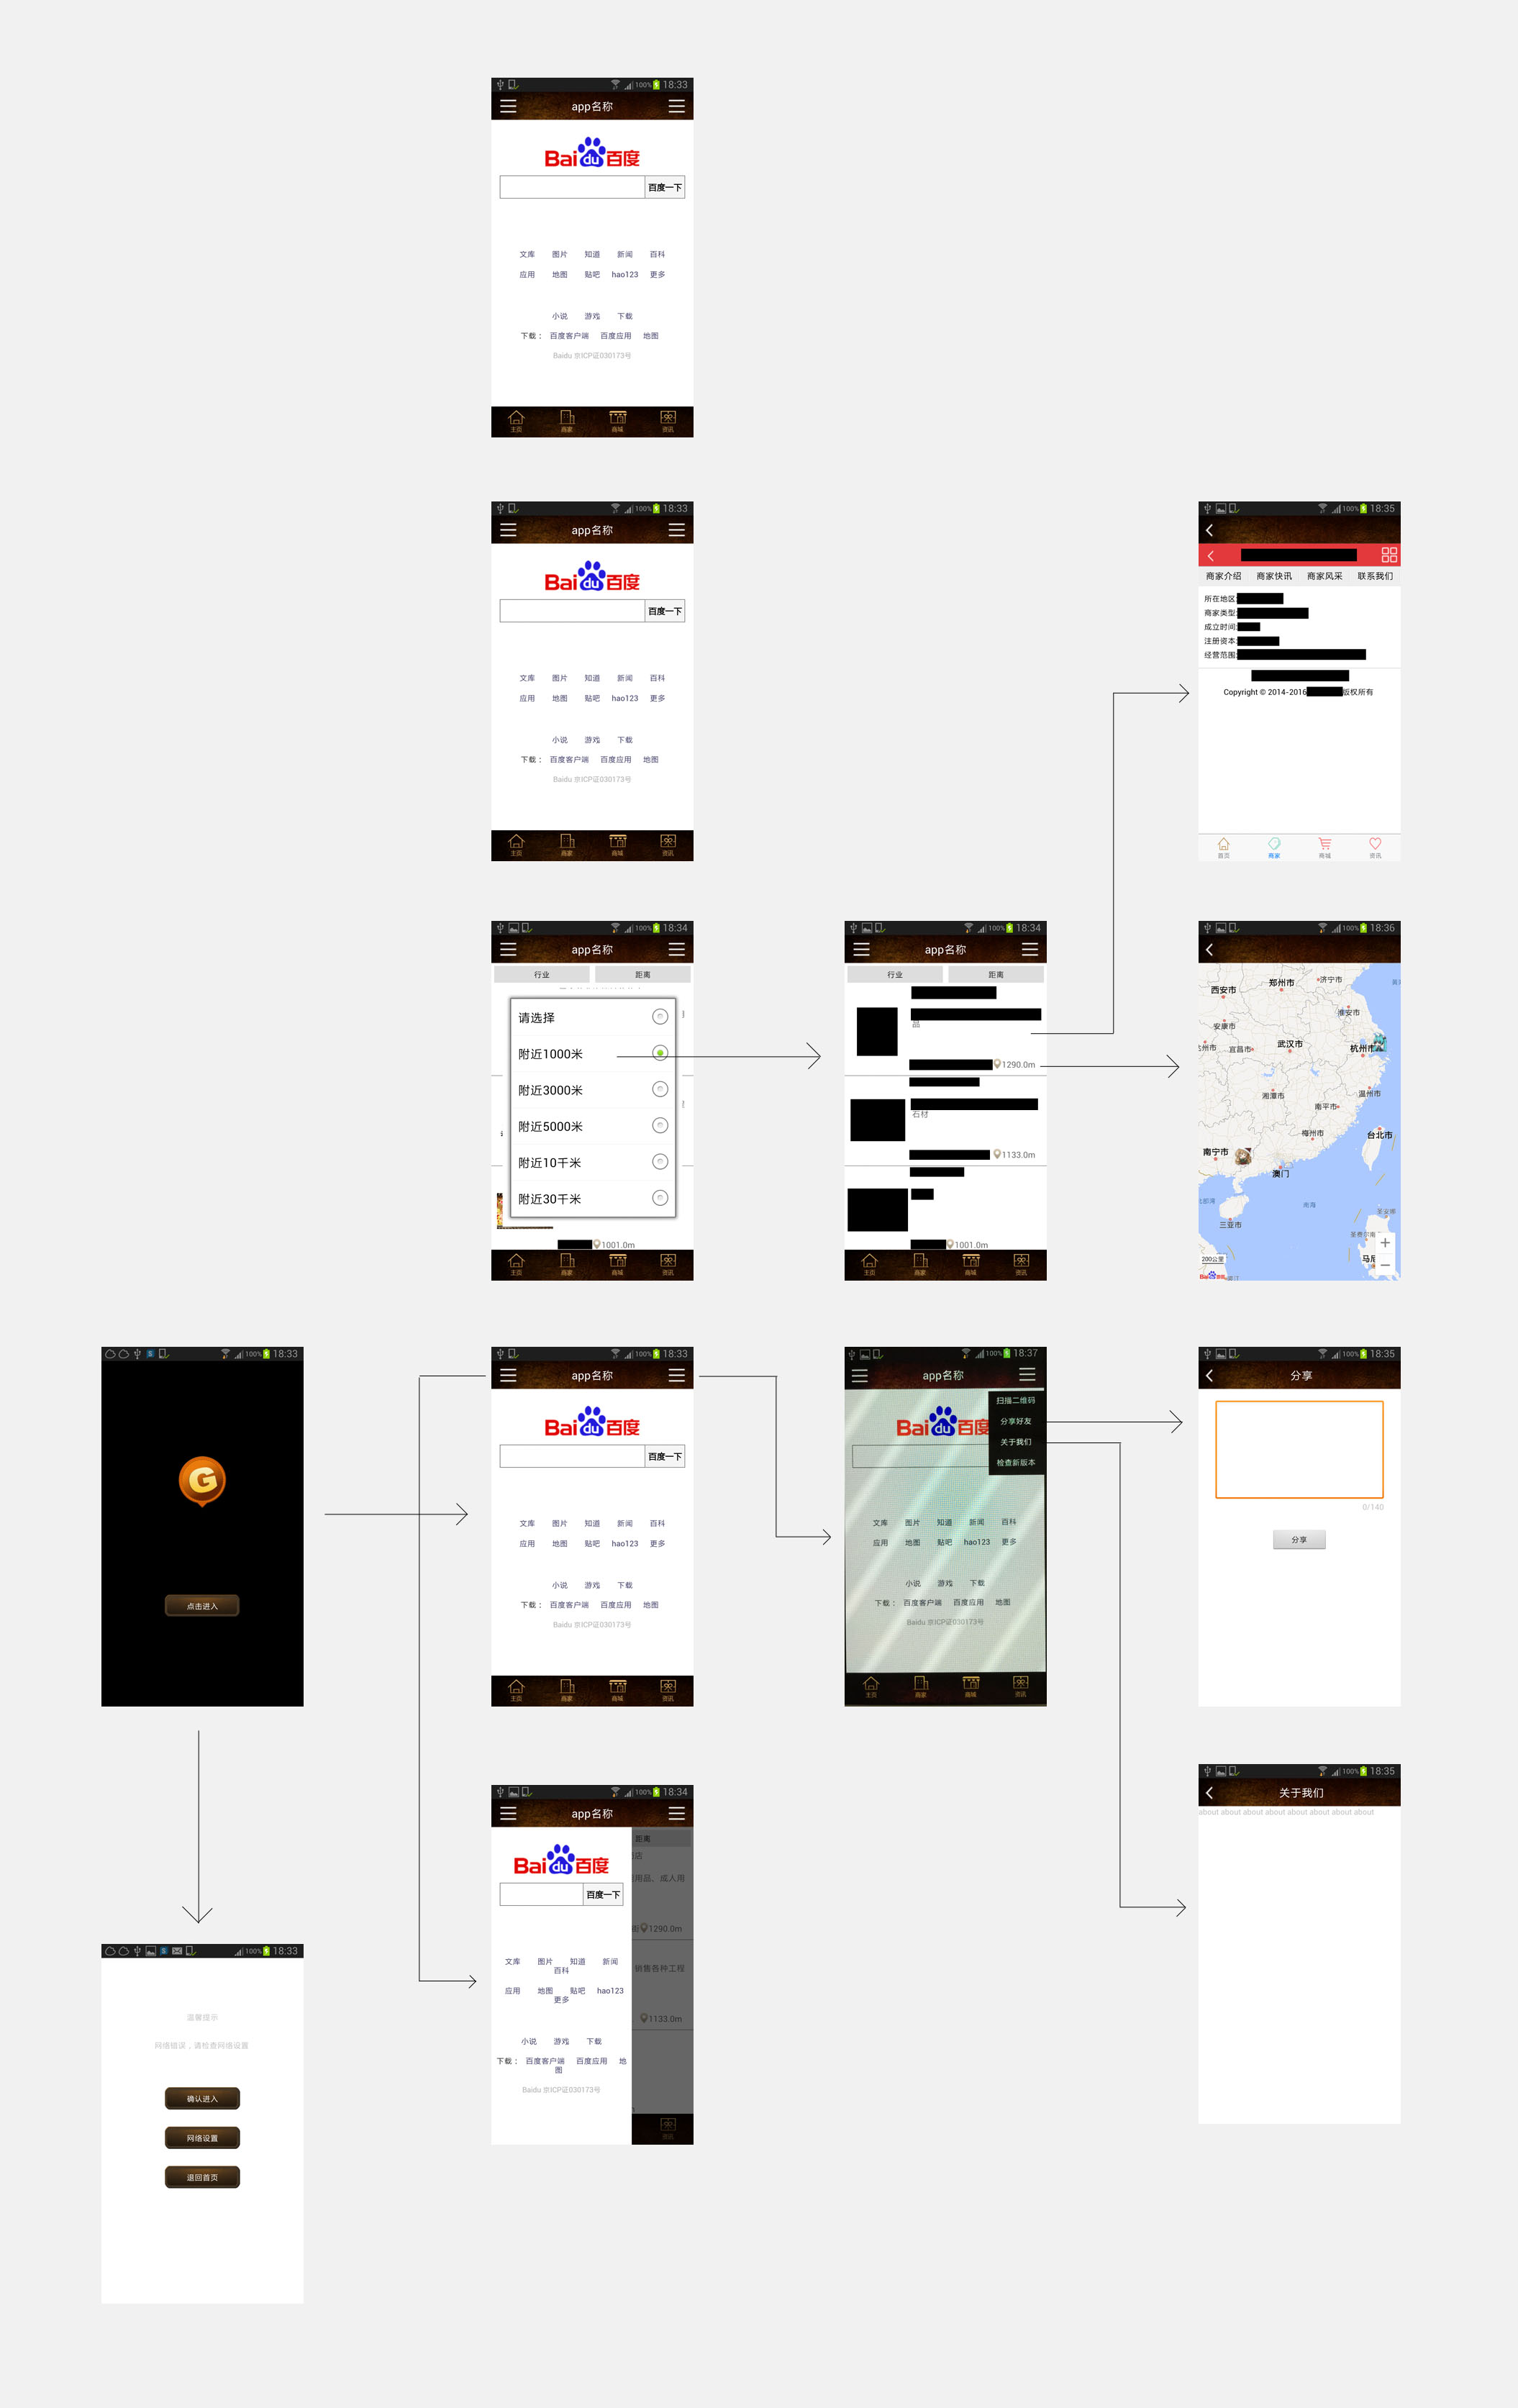 100% 18:33
app名称
Bai du 百度
百度一下
文库 图片 知道 新闻 百科
应用 地图 贴吧 hao123 更多
小说 游戏 下载
下载： 百度客户端 百度应用 地图
Baidu 京ICP证030173号
主页 商家 商城 资讯
100% 18:33
app名称
Bai du 百度
百度一下
文库 图片 知道 新闻 百科
应用 地图 贴吧 hao123 更多
小说 游戏 下载
下载： 百度客户端 百度应用 地图
Baidu 京ICP证030173号
主页 商家 商城 资讯
100% 18:35
商家介绍 商家快讯 商家风采 联系我们
所在地区:
商家类型:
成立时间:
注册资本:
经营范围:
Copyright © 2014-2016 版权所有
首页 商家 商城 资讯
100% 18:34
app名称
行业 距离
请选择
附近1000米
附近3000米
附近5000米
附近10千米
附近30千米
1001.0m
主页 商家 商城 资讯
100% 18:34
app名称
行业 距离
品
1290.0m
石材
1133.0m
1001.0m
主页 商家 商城 资讯
100% 18:36
西安市 郑州市 济宁市
淮安市
安康市
达州市 宜昌市 武汉市 杭州市
湘潭市 温州市
南平市
梅州市 台北市
南宁市
澳门
北部湾 南海
三亚市 圣安娜
圣费尔南
马尼
200公里
100% 18:33
G
点击进入
100% 18:33
app名称
Bai du 百度
百度一下
文库 图片 知道 新闻 百科
应用 地图 贴吧 hao123 更多
小说 游戏 下载
下载： 百度客户端 百度应用 地图
Baidu 京ICP证030173号
主页 商家 商城 资讯
100% 18:37
app名称
扫描二维码
分享好友
关于我们
检查新版本
Bai du 百度
文库 图片 知道 新闻 百科
应用 地图 贴吧 hao123 更多
小说 游戏 下载
下载： 百度客户端 百度应用 地图
Baidu 京ICP证030173号
主页 商家 商城 资讯
100% 18:35
分享
0/140
分享
100% 18:33
温馨提示
网络错误，请检查网络设置
确认进入
网络设置
退回首页
100% 18:34
app名称
距离
Bai du 百度
店
百度一下
用品、成人用
街 1290.0m
文库 图片 知道 新闻
百科
销售各种工程
应用 地图 贴吧 hao123
更多
1133.0m
小说 游戏 下载
下载： 百度客户端 百度应用 地
图
Baidu 京ICP证030173号
资讯
100% 18:35
关于我们
about about about about about about about about